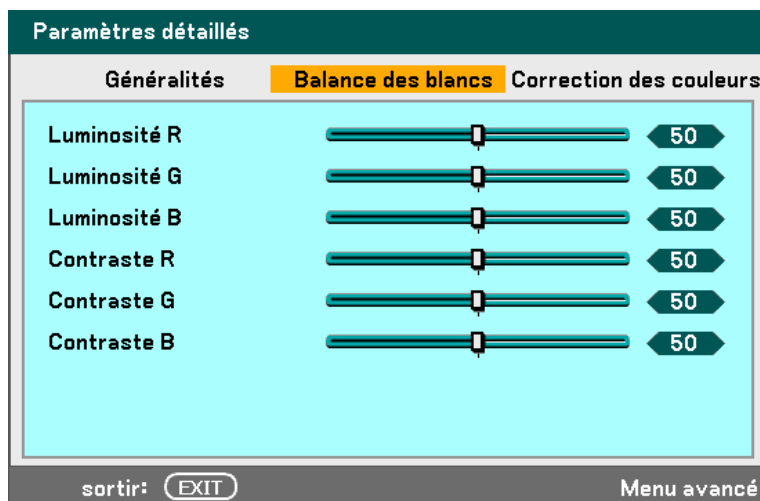 Paramètres détaillés
Généralités Balance des blancs Correction des couleurs
Luminosité R 50
Luminosité G 50
Luminosité B 50
Contraste R 50
Contraste G 50
Contraste B 50
sortir: EXIT Menu avancé